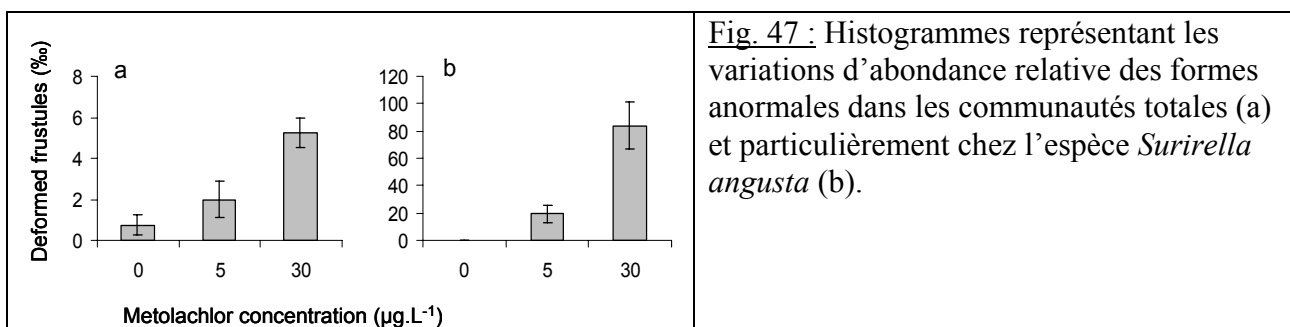 a
b
Deformed frustules (‰)
8
6
4
2
0
0 5 30
120
100
80
60
40
20
0
0 5 30
Metolachlor concentration (µg.L⁻¹)
Fig. 47 : Histogrammes représentant les
variations d'abondance relative des formes
anormales dans les communautés totales (a)
et particulièrement chez l'espèce Surirella
angusta (b).